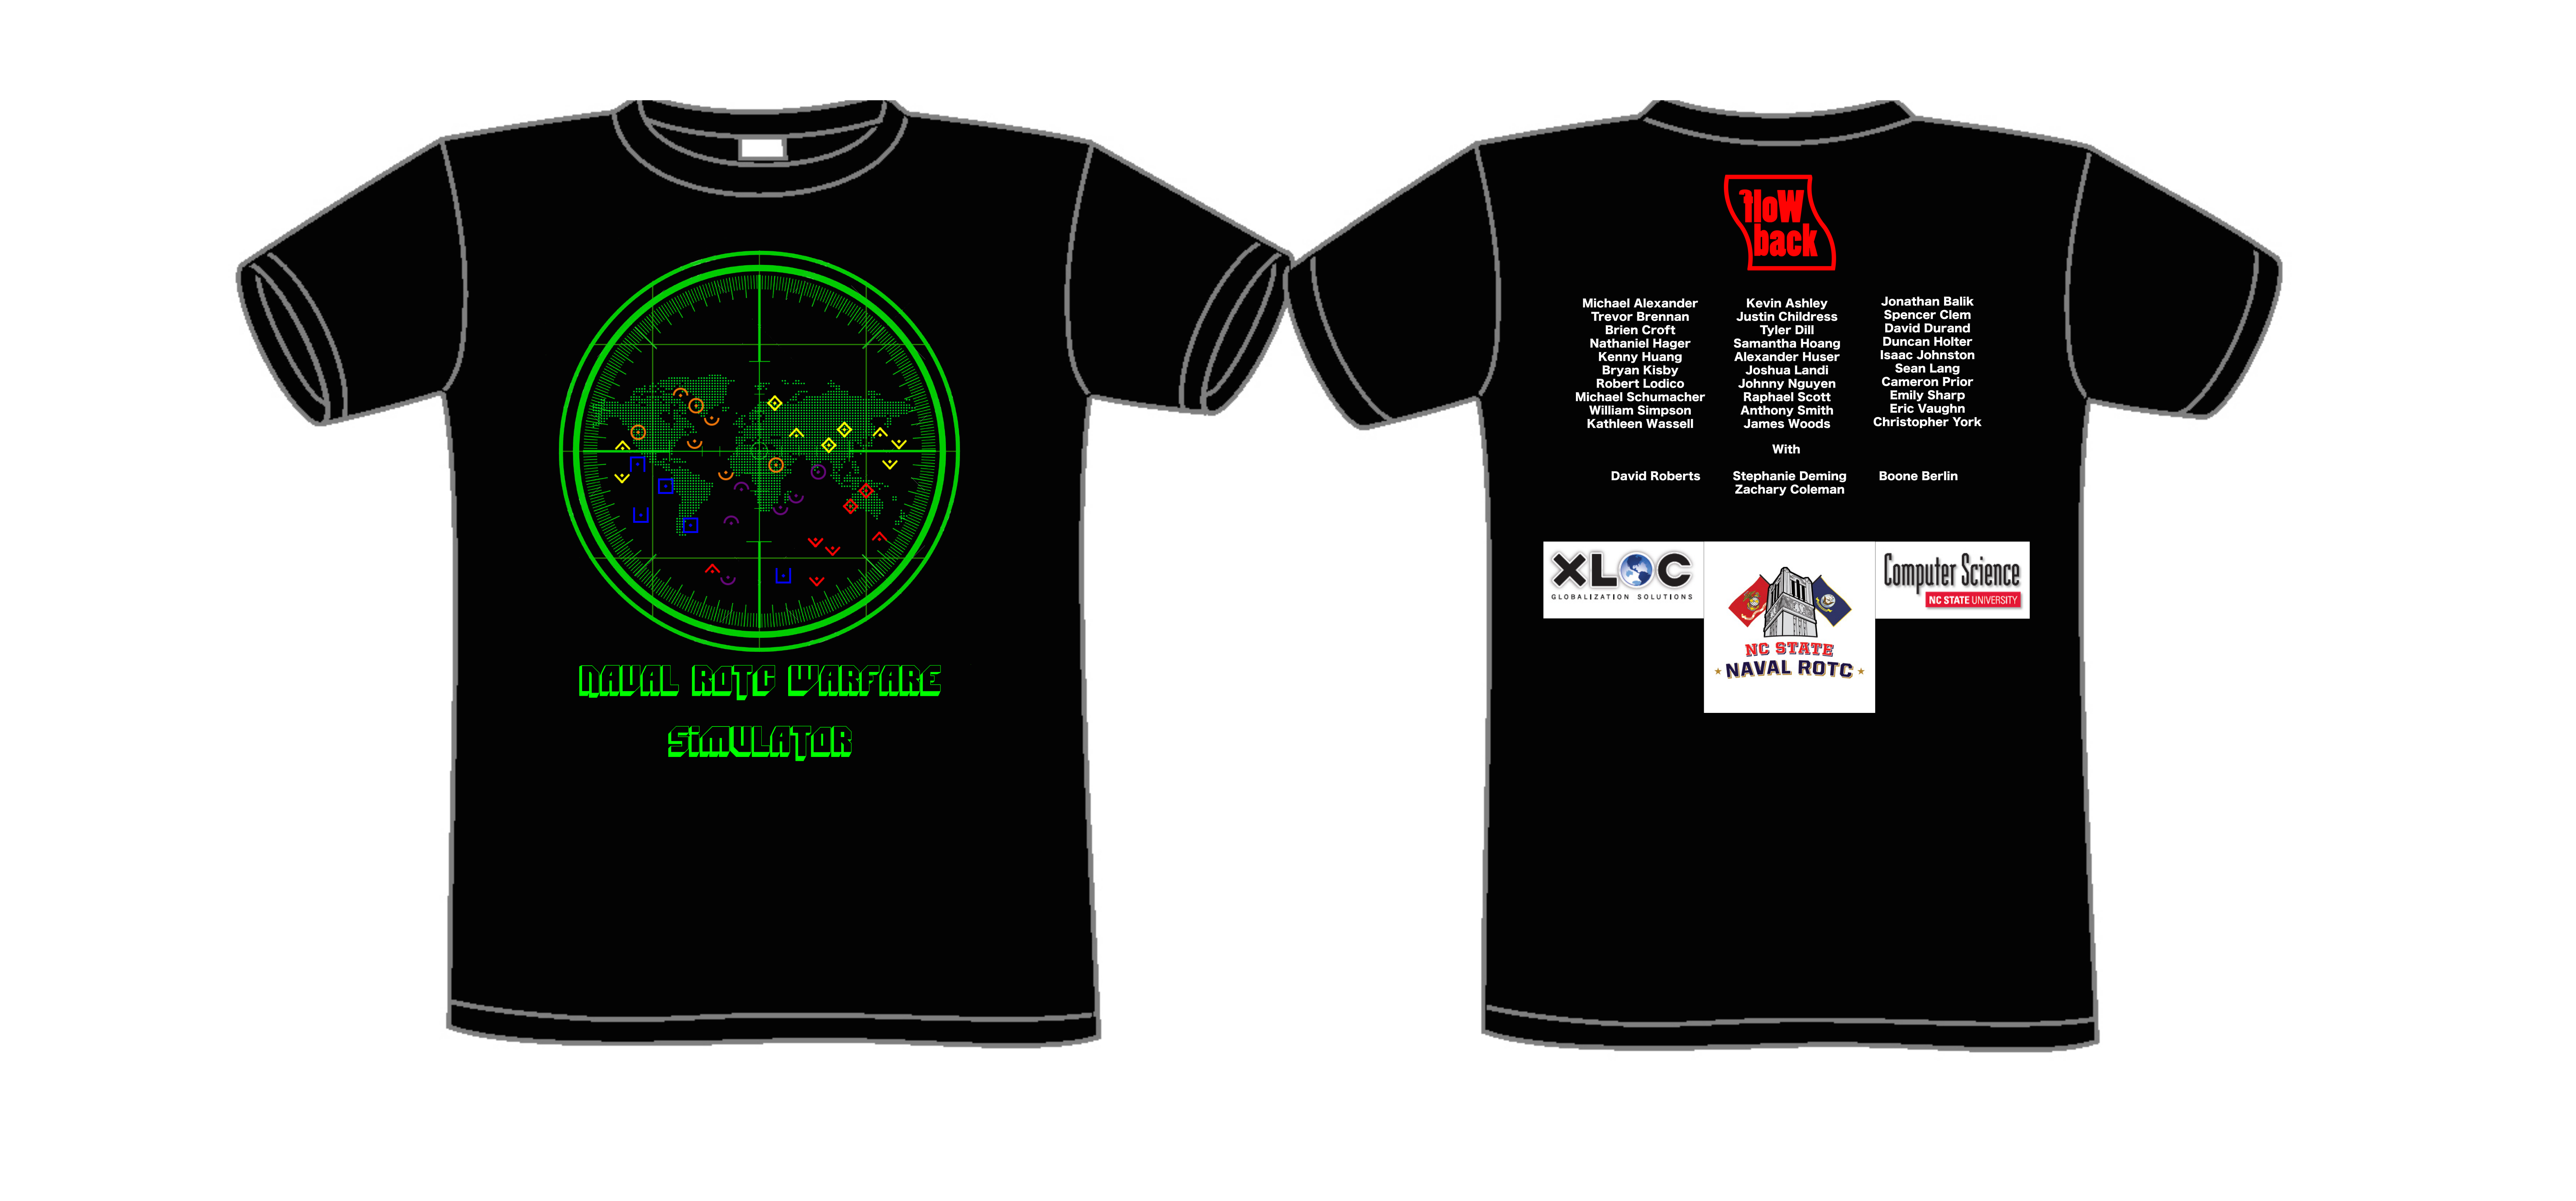 NAVAL ROTC WARFARE
SIMULATOR
flow
back
Michael Alexander
Trevor Brennan
Brien Croft
Nathaniel Hager
Kenny Huang
Bryan Kisby
Robert Lodico
Michael Schumacher
William Simpson
Kathleen Wassell
Kevin Ashley
Justin Childress
Tyler Dill
Samantha Hoang
Alexander Huser
Joshua Landi
Johnny Nguyen
Raphael Scott
Anthony Smith
James Woods
Jonathan Balik
Spencer Clem
David Durand
Duncan Holter
Isaac Johnston
Sean Lang
Cameron Prior
Emily Sharp
Eric Vaughn
Christopher York
With
David Roberts
Stephanie Deming
Zachary Coleman
Boone Berlin
XLOC
GLOBALIZATION SOLUTIONS
NC STATE
NAVAL ROTC
Computer Science
NC STATE UNIVERSITY